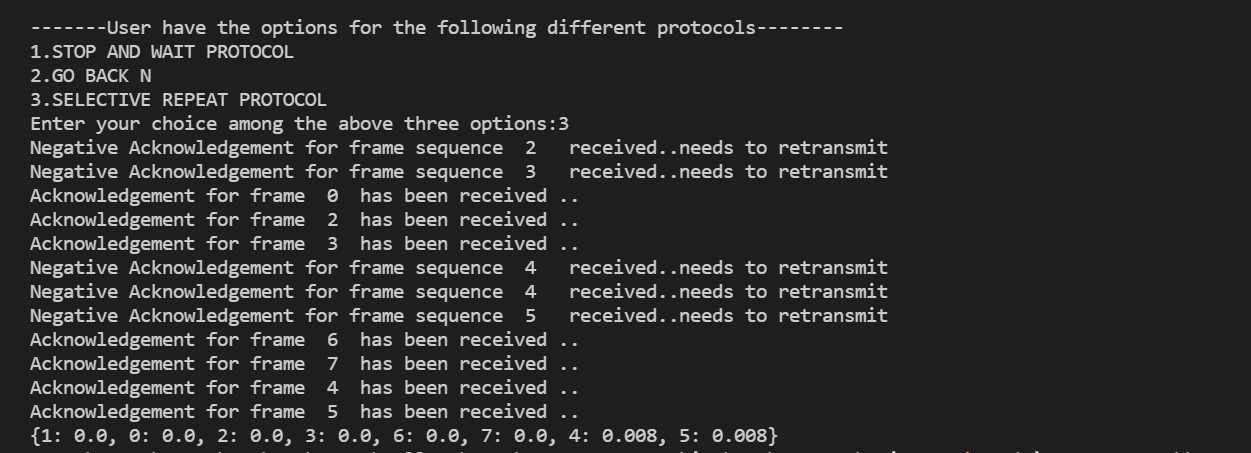 -------User have the options for the following different protocols--------
1.STOP AND WAIT PROTOCOL
2.GO BACK N
3.SELECTIVE REPEAT PROTOCOL
Enter your choice among the above three options:3
Negative Acknowledgement for frame sequence  2   received..needs to retransmit
Negative Acknowledgement for frame sequence  3   received..needs to retransmit
Acknowledgement for frame  0  has been received ..
Acknowledgement for frame  2  has been received ..
Acknowledgement for frame  3  has been received ..
Negative Acknowledgement for frame sequence  4   received..needs to retransmit
Negative Acknowledgement for frame sequence  4   received..needs to retransmit
Negative Acknowledgement for frame sequence  5   received..needs to retransmit
Acknowledgement for frame  6  has been received ..
Acknowledgement for frame  7  has been received ..
Acknowledgement for frame  4  has been received ..
Acknowledgement for frame  5  has been received ..
{1: 0.0, 0: 0.0, 2: 0.0, 3: 0.0, 6: 0.0, 7: 0.0, 4: 0.008, 5: 0.008}